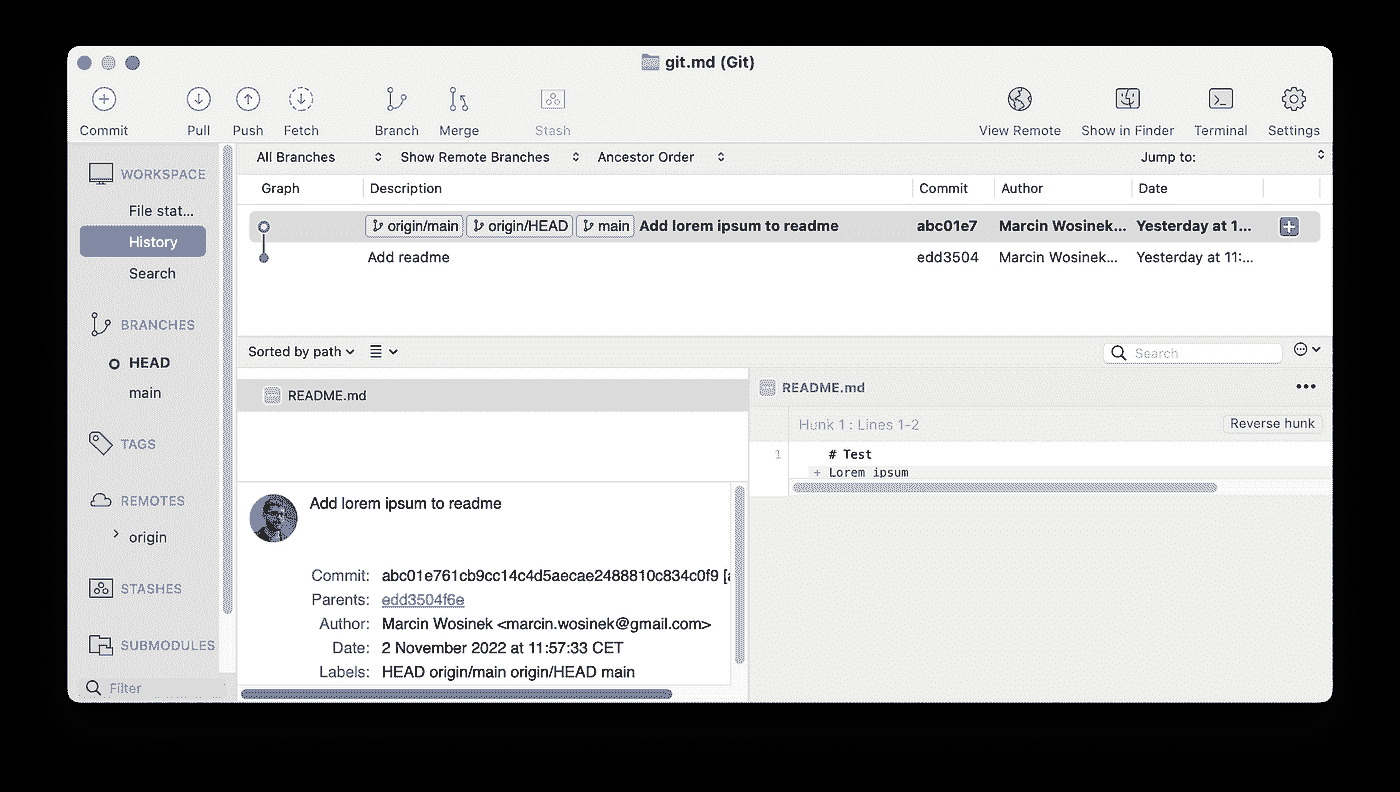 git.md (Git)
Commit Pull Push Fetch Branch Merge Stash View Remote Show in Finder Terminal Settings
WORKSPACE
File stat...
History
Search
BRANCHES
HEAD
main
TAGS
REMOTES
origin
STASHES
SUBMODULES
Filter
All Branches Show Remote Branches Ancestor Order Jump to:
Graph Description Commit Author Date
origin/main origin/HEAD main Add lorem ipsum to readme abc01e7 Marcin Wosinek... Yesterday at 1...
Add readme edd3504 Marcin Wosinek... Yesterday at 11:...
Sorted by path Search
README.md
Add lorem ipsum to readme
Commit: abc01e761cb9cc14c4d5aecae2488810c834c0f9 [a
Parents: edd3504f6e
Author: Marcin Wosinek <marcin.wosinek@gmail.com>
Date: 2 November 2022 at 11:57:33 CET
Labels: HEAD origin/main origin/HEAD main
README.md
Hunk 1 : Lines 1-2 Reverse hunk
1 # Test
+ Lorem ipsum